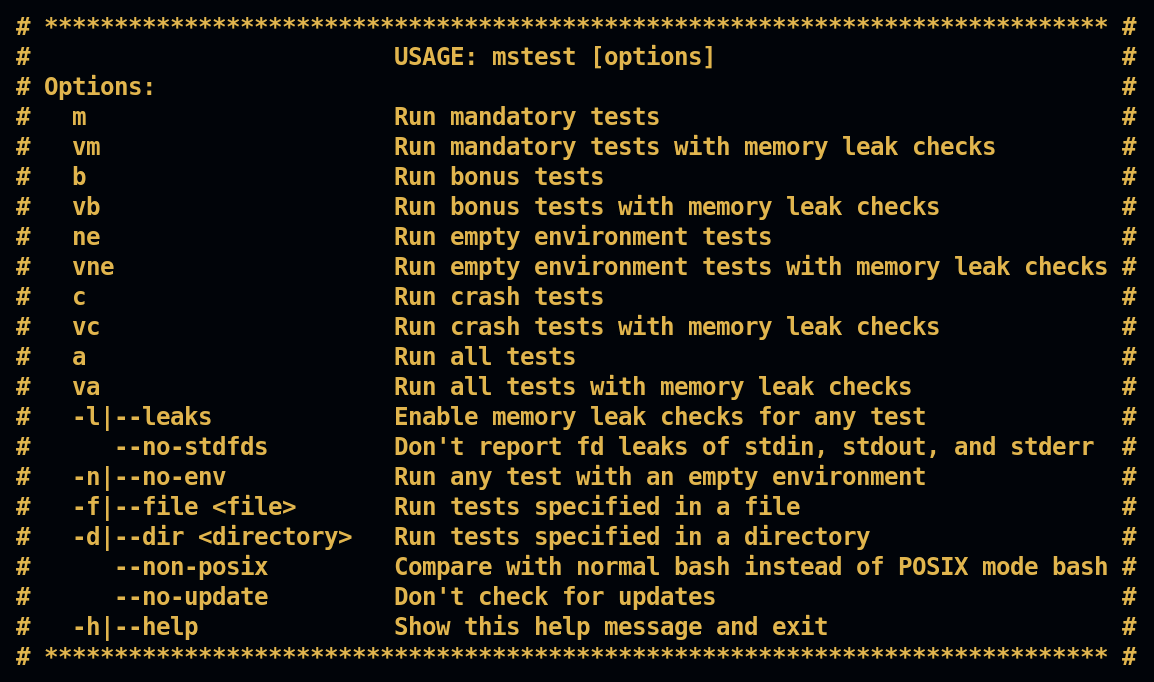 # **************************************************************************** #
#                          USAGE: mstest [options]                             #
# Options:                                                                     #
#   m                      Run mandatory tests                                 #
#   vm                     Run mandatory tests with memory leak checks         #
#   b                      Run bonus tests                                     #
#   vb                     Run bonus tests with memory leak checks             #
#   ne                     Run empty environment tests                         #
#   vne                    Run empty environment tests with memory leak checks #
#   c                      Run crash tests                                     #
#   vc                     Run crash tests with memory leak checks             #
#   a                      Run all tests                                       #
#   va                     Run all tests with memory leak checks               #
#   -l|--leaks             Enable memory leak checks for any test              #
#      --no-stdfds         Don't report fd leaks of stdin, stdout, and stderr  #
#   -n|--no-env            Run any test with an empty environment              #
#   -f|--file <file>       Run tests specified in a file                       #
#   -d|--dir <directory>   Run tests specified in a directory                  #
#      --non-posix         Compare with normal bash instead of POSIX mode bash #
#      --no-update         Don't check for updates                             #
#   -h|--help              Show this help message and exit                     #
# **************************************************************************** #